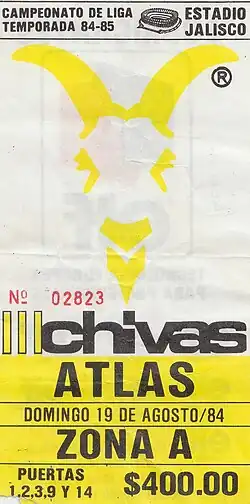 CAMPEONATO DE LIGA
TEMPORADA 84-85
ESTADIO
JALISCO
®
Nº 02823
chivas
ATLAS
DOMINGO 19 DE AGOSTO/84
ZONA A
PUERTAS
1,2,3,9 Y 14
$400.00